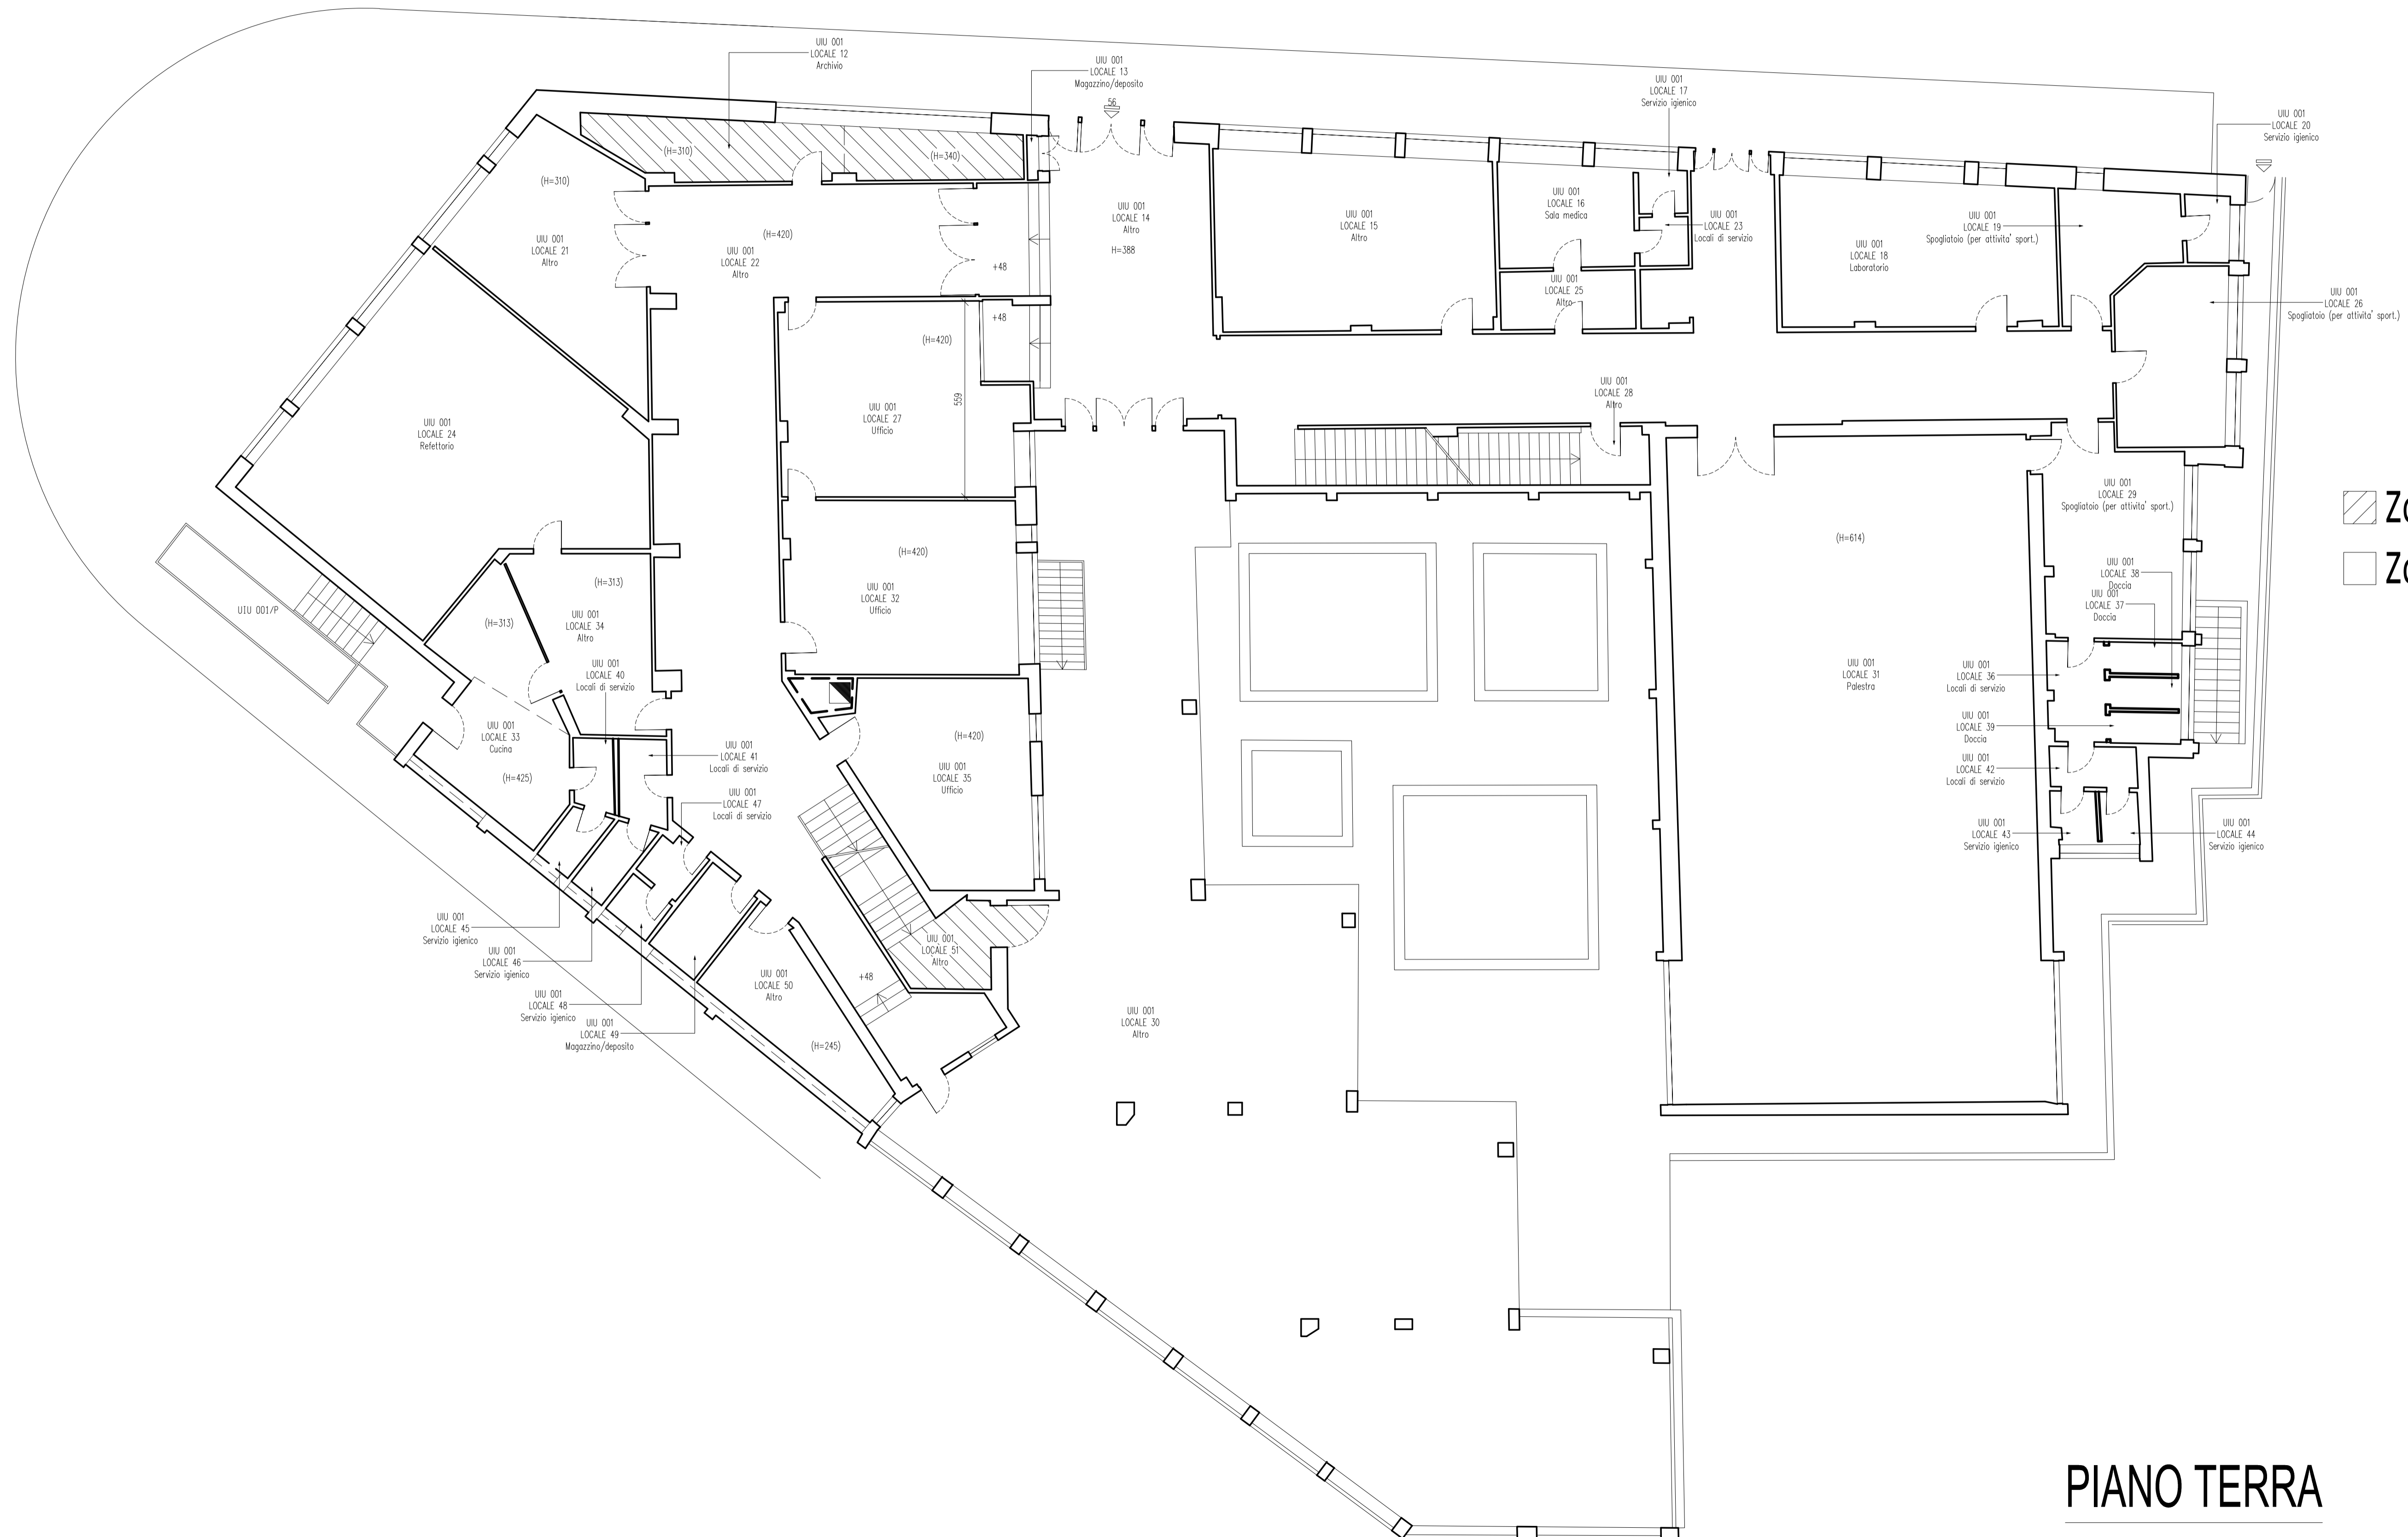 UIU 001
LOCALE 12
Archivio
UIU 001
LOCALE 13
Magazzino/deposito
56
UIU 001
LOCALE 17
Servizio igienico
UIU 001
LOCALE 20
Servizio igienico
(H=310)
(H=340)
(H=310)
UIU 001
LOCALE 21
Altro
(H=420)
UIU 001
LOCALE 22
Altro
+48
UIU 001
LOCALE 14
Altro
H=388
UIU 001
LOCALE 15
Altro
UIU 001
LOCALE 16
Sala medica
UIU 001
LOCALE 23
Locali di servizio
UIU 001
LOCALE 18
Laboratorio
UIU 001
LOCALE 19
Spogliatoio (per attivita' sport.)
UIU 001
LOCALE 25
Altro
UIU 001
LOCALE 26
Spogliatoio (per attivita' sport.)
+48
(H=420)
559
UIU 001
LOCALE 27
Ufficio
UIU 001
LOCALE 24
Refettorio
UIU 001
LOCALE 28
Altro
UIU 001
LOCALE 29
Spogliatoio (per attivita' sport.)
(H=614)
(H=420)
UIU 001
LOCALE 32
Ufficio
UIU 001/P
(H=313)
(H=313)
UIU 001
LOCALE 34
Altro
UIU 001
LOCALE 38
Doccia
UIU 001
LOCALE 37
Doccia
UIU 001
LOCALE 40
Locali di servizio
UIU 001
LOCALE 31
Palestra
UIU 001
LOCALE 36
Locali di servizio
UIU 001
LOCALE 39
Doccia
UIU 001
LOCALE 33
Cucina
(H=425)
UIU 001
LOCALE 41
Locali di servizio
(H=420)
UIU 001
LOCALE 35
Ufficio
UIU 001
LOCALE 42
Locali di servizio
UIU 001
LOCALE 47
Locali di servizio
UIU 001
LOCALE 43
Servizio igienico
UIU 001
LOCALE 44
Servizio igienico
UIU 001
LOCALE 45
Servizio igienico
UIU 001
LOCALE 46
Servizio igienico
UIU 001
LOCALE 51
Altro
UIU 001
LOCALE 48
Servizio igienico
UIU 001
LOCALE 50
Altro
+48
UIU 001
LOCALE 49
Magazzino/deposito
(H=245)
UIU 001
LOCALE 30
Altro
PIANO TERRA